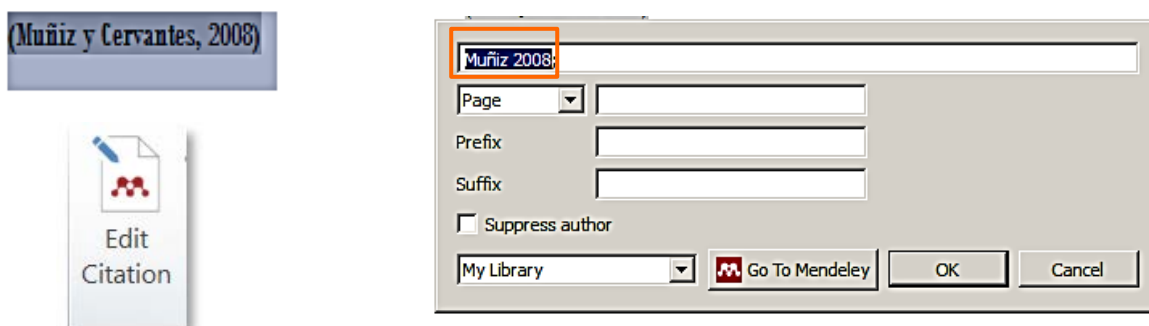 (Muñiz y Cervantes, 2008)
Edit
Citation
Muñiz 2008;
Page
Prefix
Suffix
Suppress author
My Library
Go To Mendeley
OK
Cancel